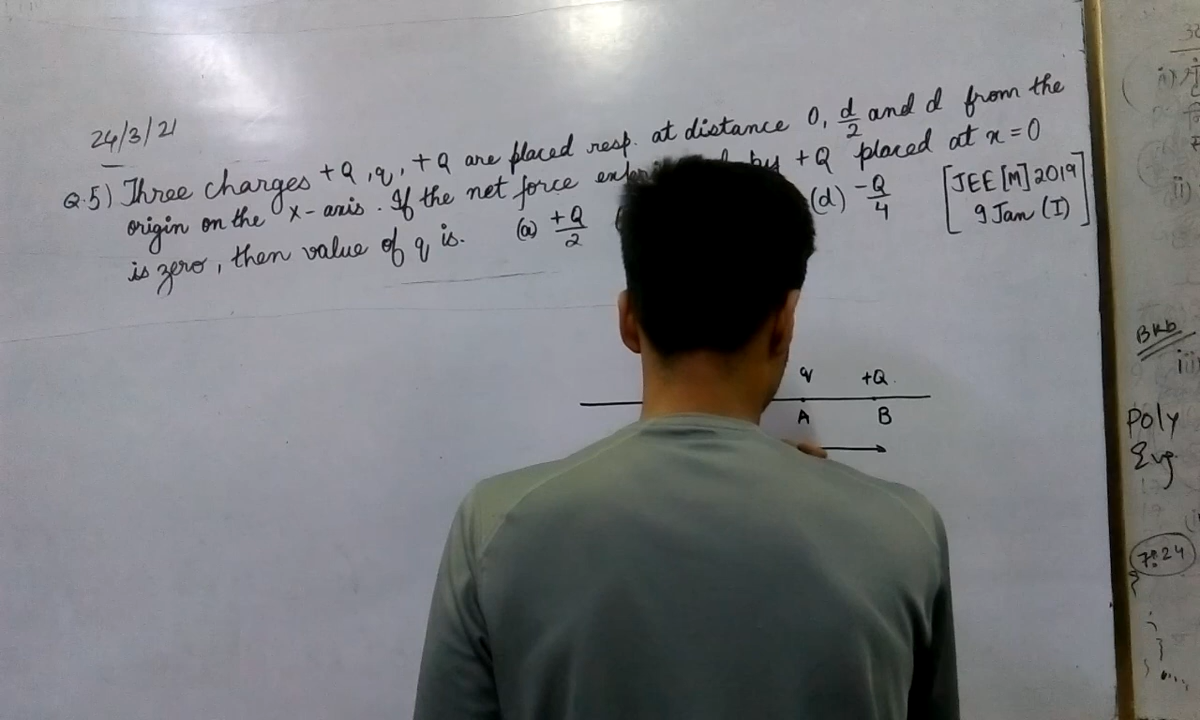 24/3/21
Q.5) Three charges +Q, q, +Q are placed resp. at distance 0, d/2 and d from the
origin on the x-axis. If the net force by +Q placed at x = 0
is zero, then value of q is. (a) +Q/2 (d) -Q/4 [JEE [M] 2019
9 Jan (I)]
q +Q
A B
BKb
Poly
iii)
ii)
7:24